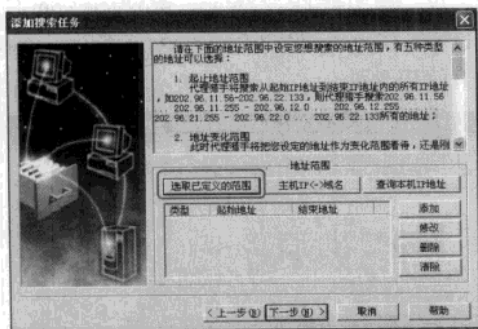 添加搜索任务
请在下面的地址范围中设定您想搜索的地址范围，有五种类型
的地址可以选择：
1. 起止地址范围
代理猎手将搜索从起始IP地址到结束IP地址内的所有IP地址
，如202.96.11.56-202.96.22.133，则代理猎手搜索202.96.11.56
202.96.11.255 - 202.96.12.0 . . . 202.96.12.255
202.96.21.255 - 202.96.22.0 . . . 202.96.22.133所有的地址；
2. 地址变化范围
此时代理猎手将把您设定的地址作为变化范围看待，还是刚
地址范围
选取已定义的范围 主机IP<->域名 查询本机IP地址
类型 起始地址 结束地址
添加
修改
删除
清除
<上一步(B) 下一步(N)> 取消 帮助